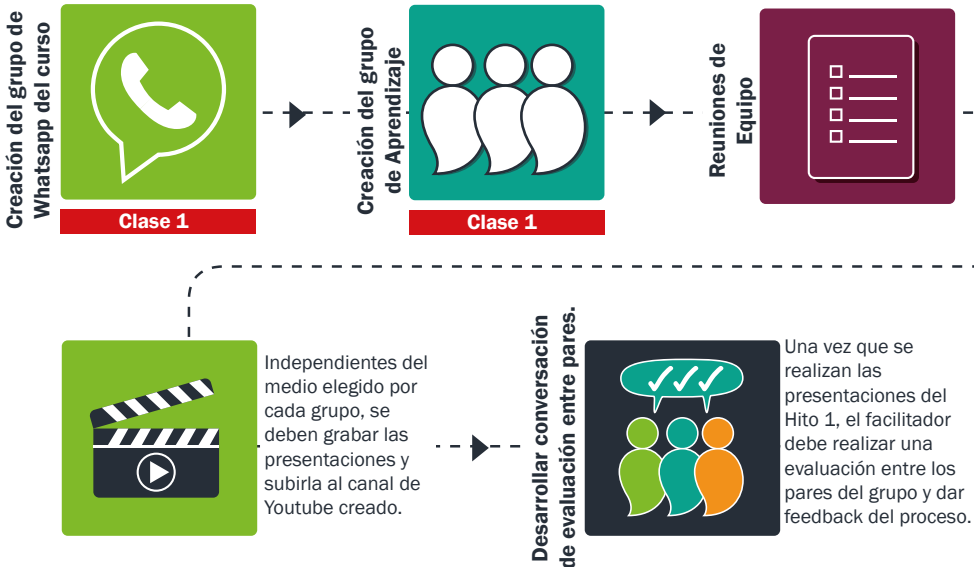 Creación del grupo de
Whatsapp del curso
Clase 1
Creación del grupo
de Aprendizaje
Clase 1
Reuniones de
Equipo
Independientes del
medio elegido por
cada grupo, se
deben grabar las
presentaciones y
subirla al canal de
Youtube creado.
Desarrollar conversación
de evaluación entre pares.
Una vez que se
realizan las
presentaciones del
Hito 1, el facilitador
debe realizar una
evaluación entre los
pares del grupo y dar
feedback del proceso.